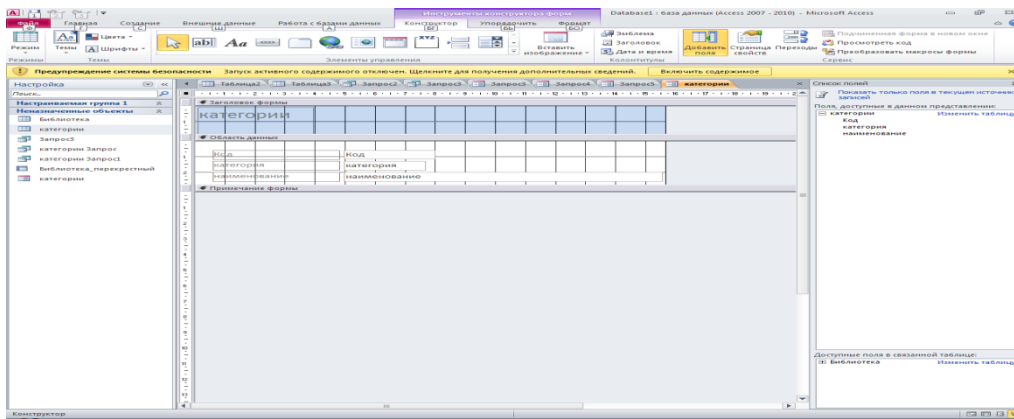 Инструменты конструктора форм
Database1 : база данных (Access 2007 - 2010) - Microsoft Access
Файл Главная Создание Внешние данные Работа с базами данных Конструктор Упорядочить Формат
Режим
Режимы
Темы
Цвета
Шрифты
Темы
ab|
Aa
xxxx
XYZ
Элементы управления
Вставить изображение
Эмблема
Заголовок
Дата и время
Колонтитулы
Добавить поля
Страница свойств
Переходы
Подчиненная форма в новом окне
Просмотреть код
Преобразовать макросы формы
Сервис
Предупреждение системы безопасности Запуск активного содержимого отключен. Щелкните для получения дополнительных сведений. Включить содержимое
Настройка
Поиск..
Настраиваемая группа 1
Неназначенные объекты
Библиотека
категории
Запрос3
категории Запрос
категории Запрос1
Библиотека_перекрестный
категории
Таблица2 Таблица3 Запрос2 Запрос3 Запрос4 Запрос5 категории
Заголовок формы
категории
Область данных
Код Код
категория категория
наименование наименование
Примечание формы
Список полей
Показать только поля в текущем источнике записей
Поля, доступные в данном представлении:
категории Изменить таблицу
Код
категория
наименование
Доступные поля в связанной таблице:
Библиотека Изменить таблицу
Конструктор